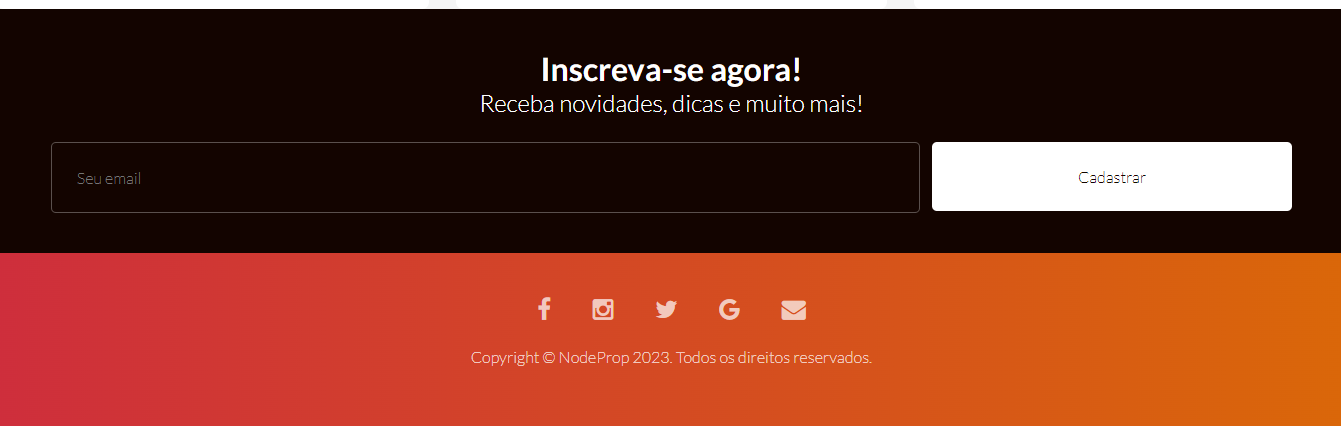 Inscreva-se agora!
Receba novidades, dicas e muito mais!
Seu email
Cadastrar
Copyright © NodeProp 2023. Todos os direitos reservados.